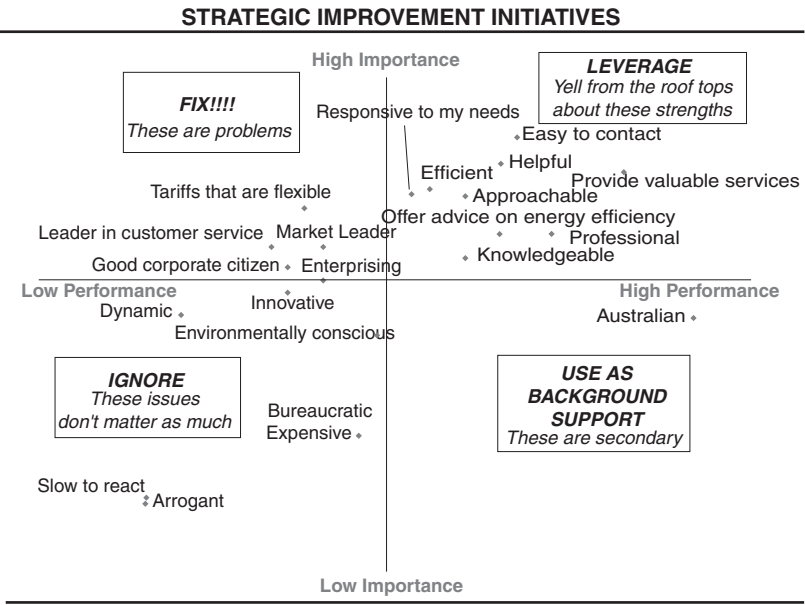 STRATEGIC IMPROVEMENT INITIATIVES
High Importance
FIX!!!!
These are problems
LEVERAGE
Yell from the roof tops
about these strengths
Responsive to my needs
Easy to contact
Helpful
Efficient
Provide valuable services
Tariffs that are flexible
Approachable
Offer advice on energy efficiency
Leader in customer service
Market Leader
Professional
Knowledgeable
Good corporate citizen
Enterprising
Low Performance
High Performance
Innovative
Dynamic
Australian
Environmentally conscious
IGNORE
These issues
don't matter as much
USE AS
BACKGROUND
SUPPORT
These are secondary
Bureaucratic
Expensive
Slow to react
Arrogant
Low Importance